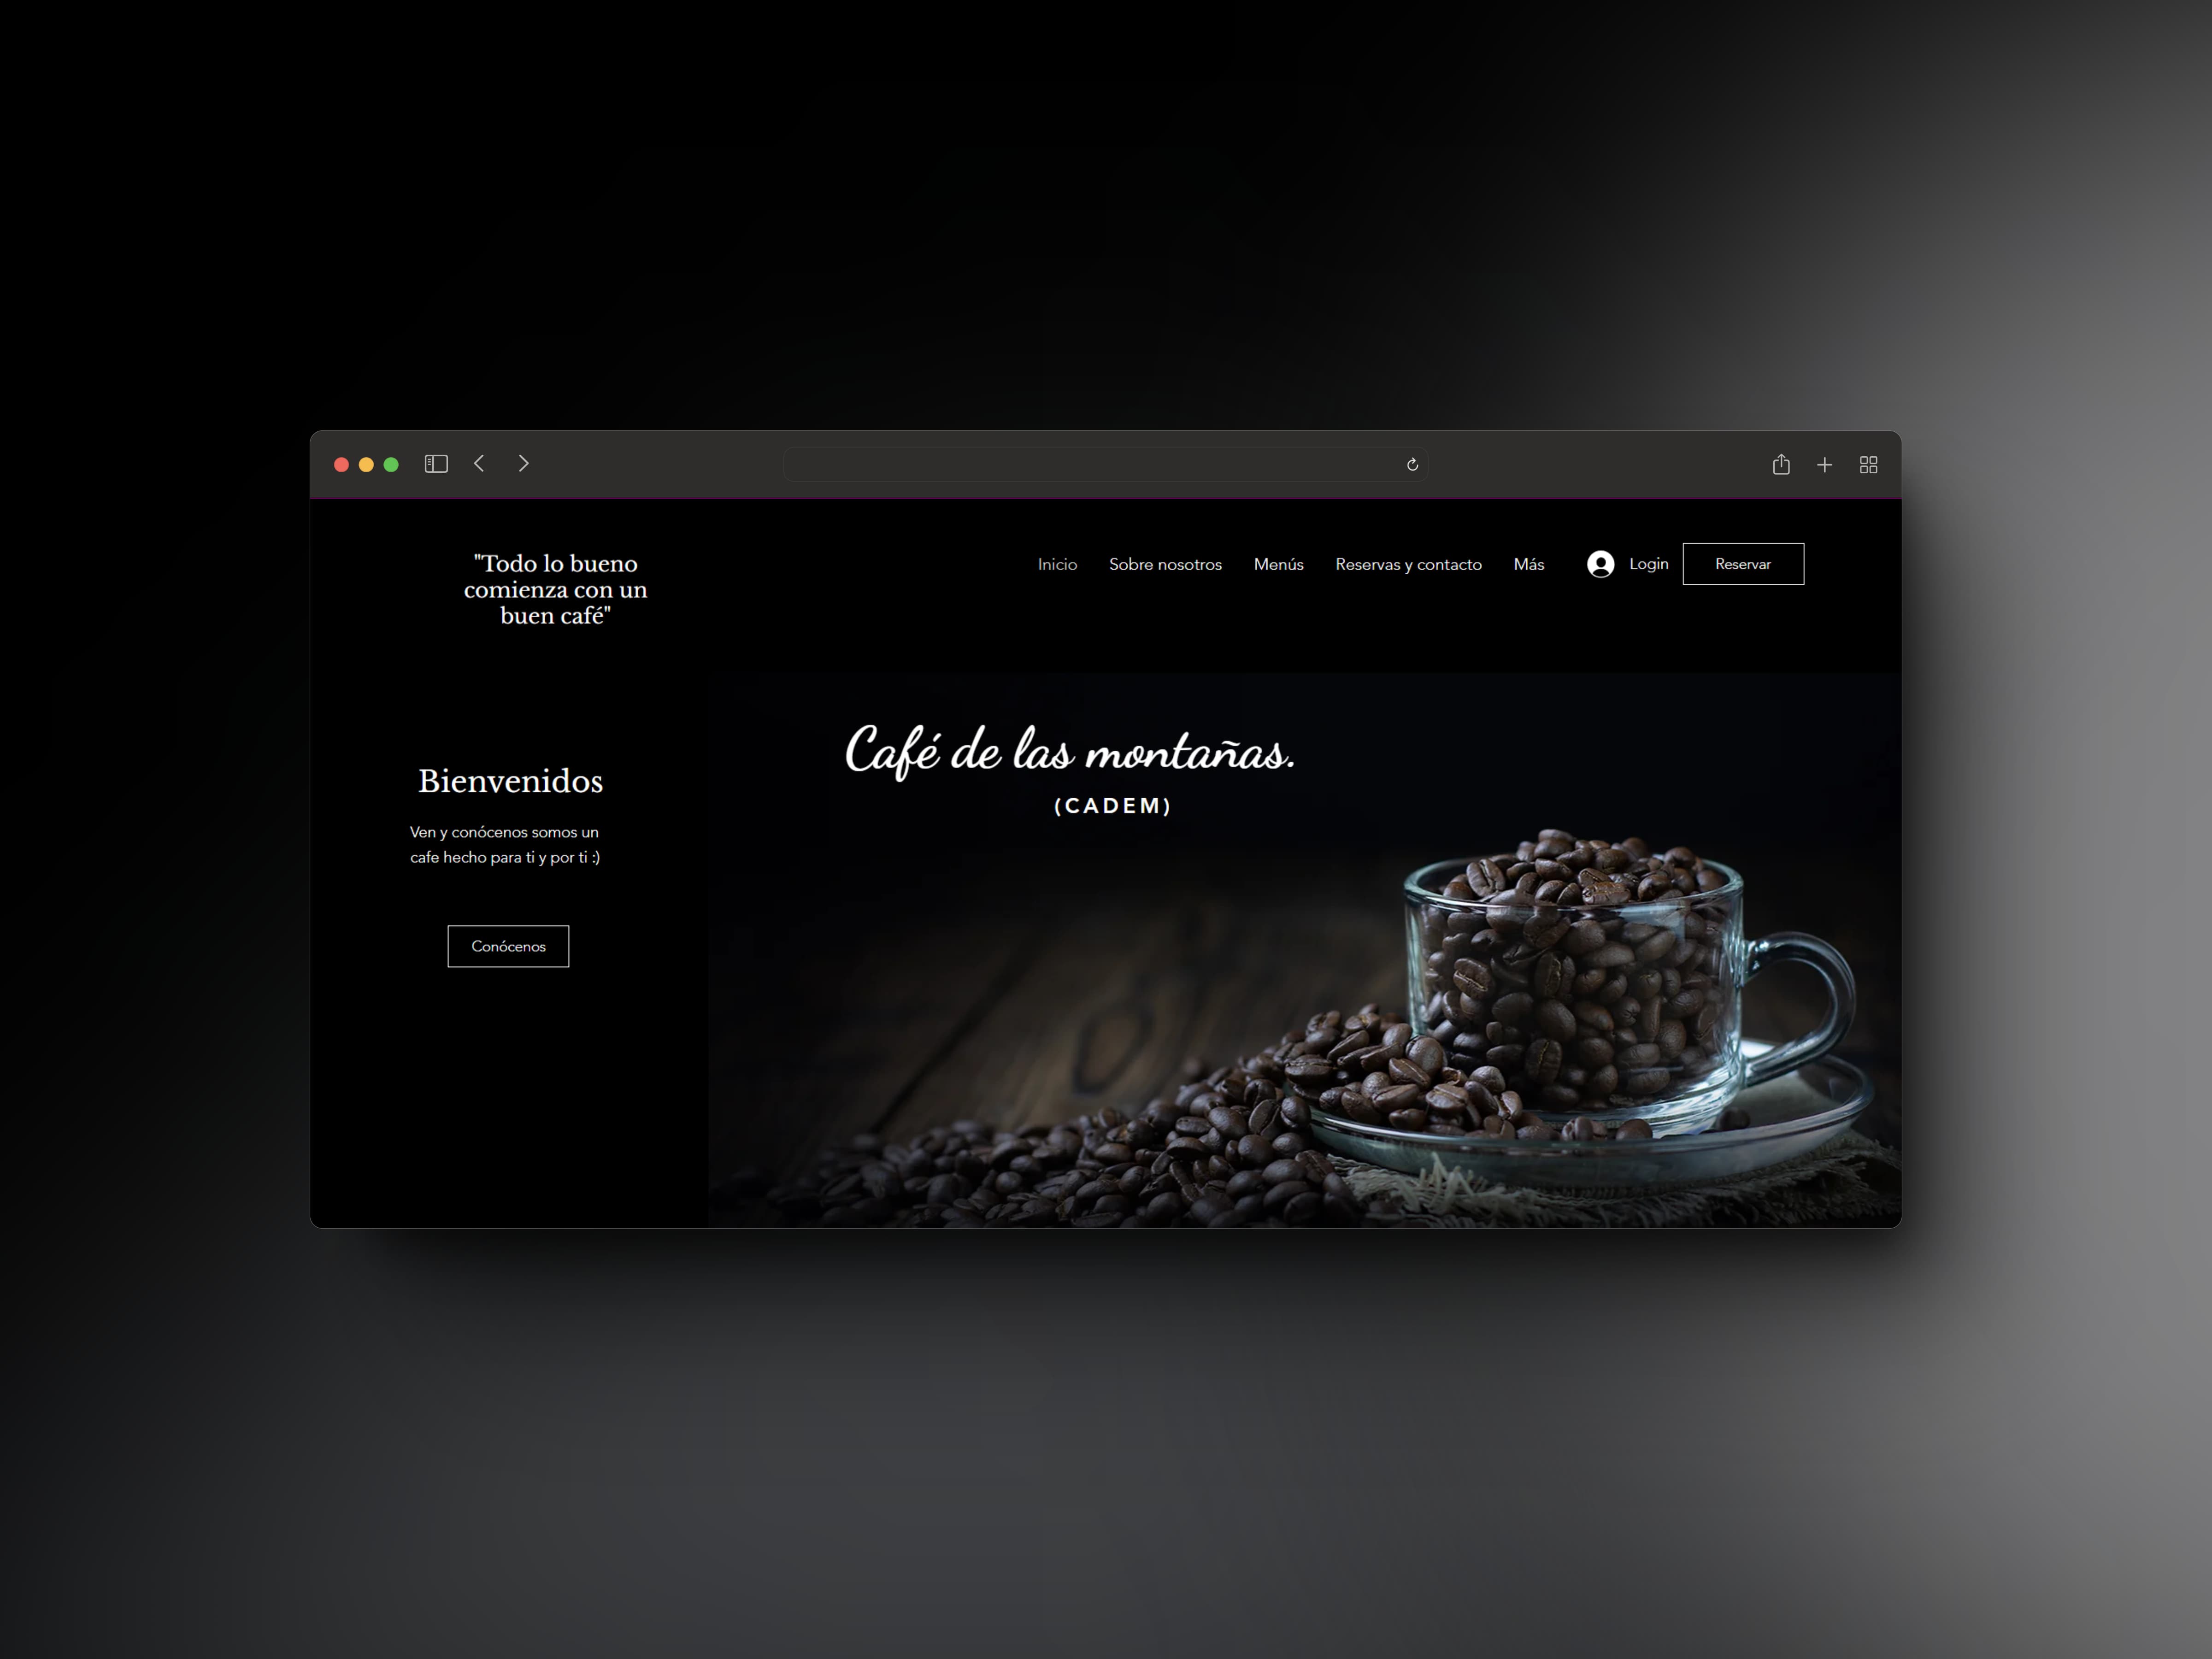 "Todo lo bueno
comienza con un
buen café"
Inicio Sobre nosotros Menús Reservas y contacto Más Login Reservar
Café de las montañas.
(CADEM)
Bienvenidos
Ven y conócenos somos un
cafe hecho para ti y por ti :)
Conócenos